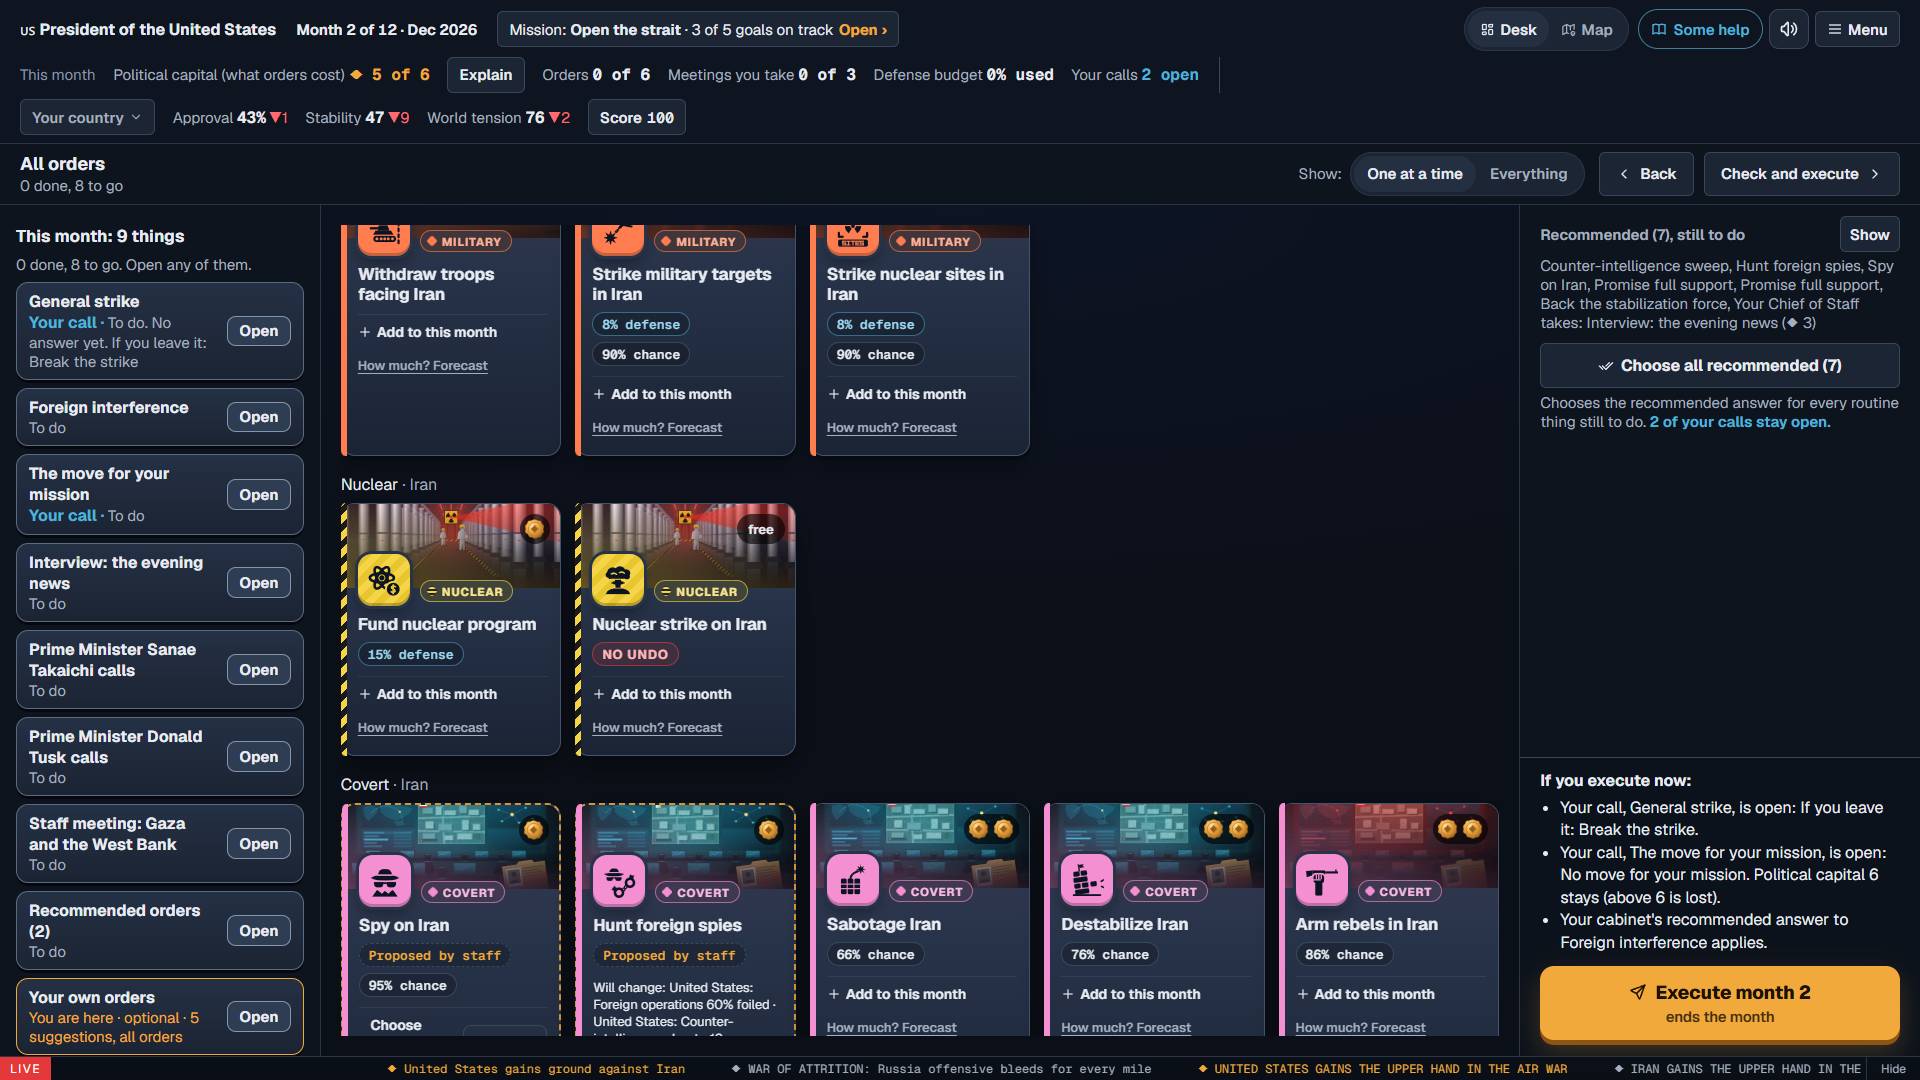 US President of the United States
Month 2 of 12 · Dec 2026
Mission: Open the strait · 3 of 5 goals on track Open ›
Desk
Map
Some help
Menu
This month
Political capital (what orders cost) 5 of 6
Explain
Orders 0 of 6
Meetings you take 0 of 3
Defense budget 0% used
Your calls 2 open
Your country
Approval 43% ▼1
Stability 47 ▼9
World tension 76 ▼2
Score 100
All orders
0 done, 8 to go
Show:
One at a time
Everything
Back
Check and execute
This month: 9 things
0 done, 8 to go. Open any of them.
General strike
Your call · To do. No
answer yet. If you leave it:
Break the strike
Open
Foreign interference
To do
Open
The move for your
mission
Your call · To do
Open
Interview: the evening
news
To do
Open
Prime Minister Sanae
Takaichi calls
To do
Open
Prime Minister Donald
Tusk calls
To do
Open
Staff meeting: Gaza
and the West Bank
To do
Open
Recommended orders
(2)
To do
Open
Your own orders
You are here · optional · 5
suggestions, all orders
Open
MILITARY
Withdraw troops
facing Iran
+ Add to this month
How much? Forecast
MILITARY
Strike military targets
in Iran
8% defense
90% chance
+ Add to this month
How much? Forecast
SITES
MILITARY
Strike nuclear sites in
Iran
8% defense
90% chance
+ Add to this month
How much? Forecast
Nuclear · Iran
NUCLEAR
Fund nuclear program
15% defense
+ Add to this month
How much? Forecast
free
NUCLEAR
Nuclear strike on Iran
NO UNDO
+ Add to this month
How much? Forecast
Covert · Iran
COVERT
Spy on Iran
Proposed by staff
95% chance
Choose
COVERT
Hunt foreign spies
Proposed by staff
Will change: United States:
Foreign operations 60% foiled ·
United States: Counter-
COVERT
Sabotage Iran
66% chance
+ Add to this month
How much? Forecast
COVERT
Destabilize Iran
76% chance
+ Add to this month
How much? Forecast
COVERT
Arm rebels in Iran
86% chance
+ Add to this month
How much? Forecast
Recommended (7), still to do
Show
Counter-intelligence sweep, Hunt foreign spies, Spy
on Iran, Promise full support, Promise full support,
Back the stabilization force, Your Chief of Staff
takes: Interview: the evening news (◆ 3)
Choose all recommended (7)
Chooses the recommended answer for every routine
thing still to do. 2 of your calls stay open.
If you execute now:
• Your call, General strike, is open: If you leave
it: Break the strike.
• Your call, The move for your mission, is open:
No move for your mission. Political capital 6
stays (above 6 is lost).
• Your cabinet's recommended answer to
Foreign interference applies.
Execute month 2
ends the month
LIVE
◆ United States gains ground against Iran
◆ WAR OF ATTRITION: Russia offensive bleeds for every mile
◆ UNITED STATES GAINS THE UPPER HAND IN THE AIR WAR
◆ IRAN GAINS THE UPPER HAND IN THE
Hide